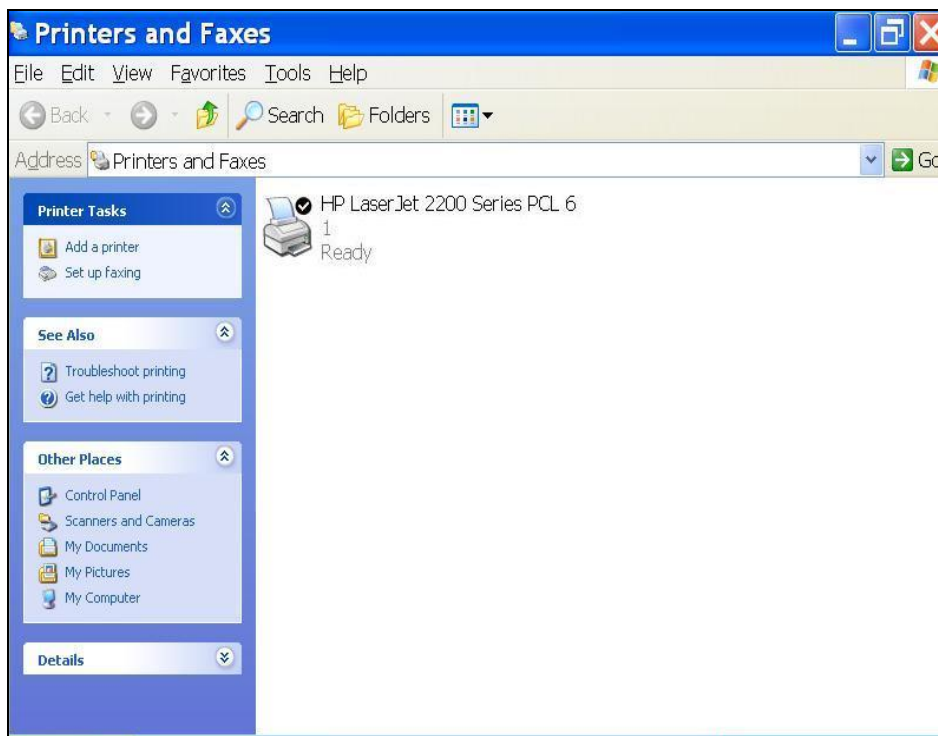 Printers and Faxes
File Edit View Favorites Tools Help
Back Search Folders
Address Printers and Faxes Go
Printer Tasks
Add a printer
Set up faxing
See Also
Troubleshoot printing
Get help with printing
Other Places
Control Panel
Scanners and Cameras
My Documents
My Pictures
My Computer
Details
HP LaserJet 2200 Series PCL 6
1
Ready